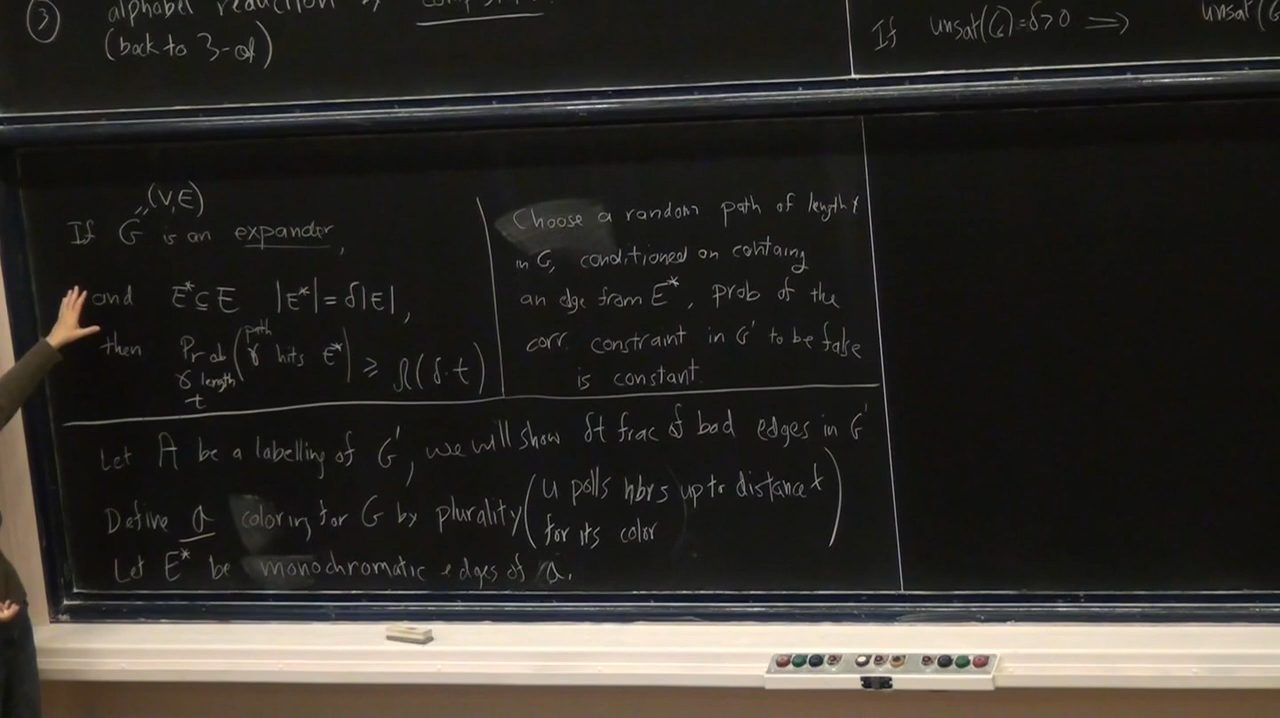 ③ alphabet reduction
(back to 3-col)
If unsat(G)=δ>0 ⟹ unsat(G
(V,E)
If G is an expander,
and E*⊆E |E*|=δ|E|,
then Prob(path γ hits E*) ⩾ Ω(δ·t)
γ length
t
Choose a random path of length t
in G, conditioned on containg
an edge from E*, prob of the
corr. constraint in G' to be false
is constant.
Let A be a labelling of G', we will show δt frac of bad edges in G'
Define a coloring for G by plurality (u polls nbrs up to distance t
for its color)
Let E* be monochromatic edges of a.